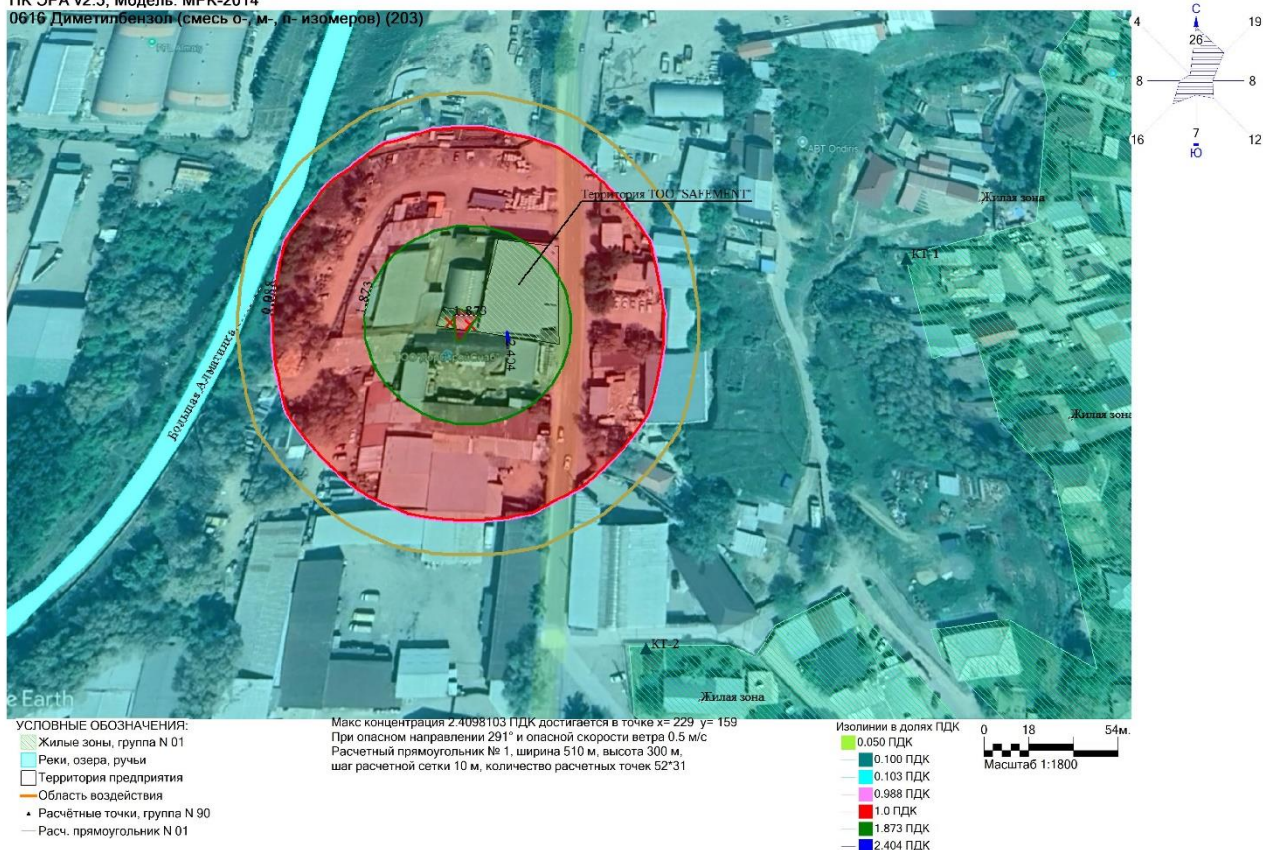 ПК ЭРА v2.5, Модель: МРК-2014
0616 Диметилбензол (смесь о-, м-, п- изомеров) (203)
С
4
19
26
8
8
16
7
12
Ю
ABT Ondiris
Территория ТОО "SAFEMENT"
Жилая зона
КТ-1
1.873
1.873
2.404
Большая Алматинка
Жилая зона
КТ-2
Жилая зона
e Earth
УСЛОВНЫЕ ОБОЗНАЧЕНИЯ:
Жилые зоны, группа N 01
Реки, озера, ручьи
Территория предприятия
Область воздействия
Расчётные точки, группа N 90
Расч. прямоугольник N 01
Макс концентрация 2.4098103 ПДК достигается в точке x= 229 y= 159
При опасном направлении 291° и опасной скорости ветра 0.5 м/с
Расчетный прямоугольник № 1, ширина 510 м, высота 300 м,
шаг расчетной сетки 10 м, количество расчетных точек 52*31
Изолинии в долях ПДК
0.050 ПДК
0.100 ПДК
0.103 ПДК
0.988 ПДК
1.0 ПДК
1.873 ПДК
2.404 ПДК
0 18 54м.
Масштаб 1:1800